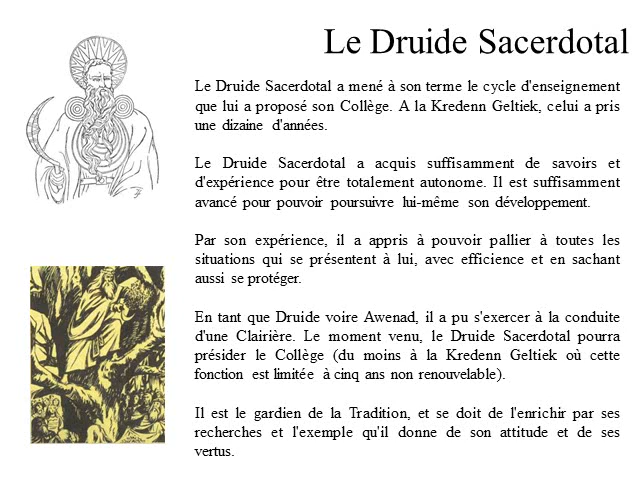 Le Druide Sacerdotal
Le Druide Sacerdotal a mené à son terme le cycle d'enseignement
que lui a proposé son Collège. A la Kredenn Geltiek, celui a pris
une dizaine d'années.
Le Druide Sacerdotal a acquis suffisamment de savoirs et
d'expérience pour être totalement autonome. Il est suffisamment
avancé pour pouvoir poursuivre lui-même son développement.
Par son expérience, il a appris à pouvoir pallier à toutes les
situations qui se présentent à lui, avec efficience et en sachant
aussi se protéger.
En tant que Druide voire Awenad, il a pu s'exercer à la conduite
d'une Clairière. Le moment venu, le Druide Sacerdotal pourra
présider le Collège (du moins à la Kredenn Geltiek où cette
fonction est limitée à cinq ans non renouvelable).
Il est le gardien de la Tradition, et se doit de l'enrichir par ses
recherches et l'exemple qu'il donne de son attitude et de ses
vertus.